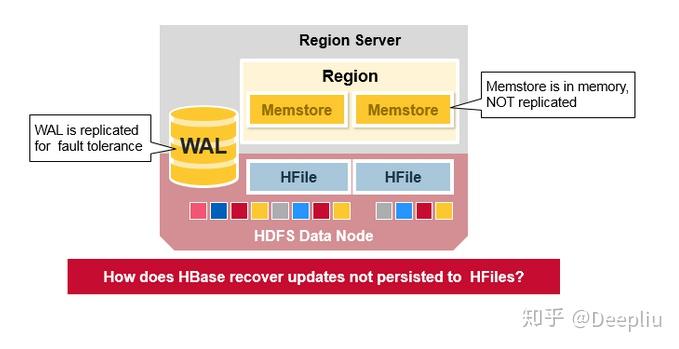 Region Server
Region
Memstore
Memstore
Memstore is in memory,
NOT replicated
WAL is replicated
for fault tolerance
WAL
HFile
HFile
HDFS Data Node
How does HBase recover updates not persisted to HFiles?
知乎 @Deepliu